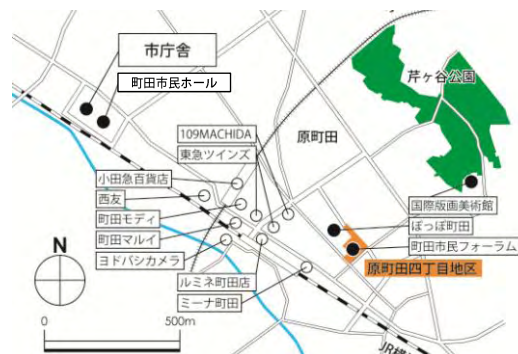 市庁舎
町田市民ホール
芹ヶ谷公園
109MACHIDA
原町田
東急ツインズ
小田急百貨店
西友
国際版画美術館
町田モディ
ぽっぽ町田
町田マルイ
町田市民フォーラム
ヨドバシカメラ
原町田四丁目地区
N
ルミネ町田店
ミーナ町田
0
500m
JR横